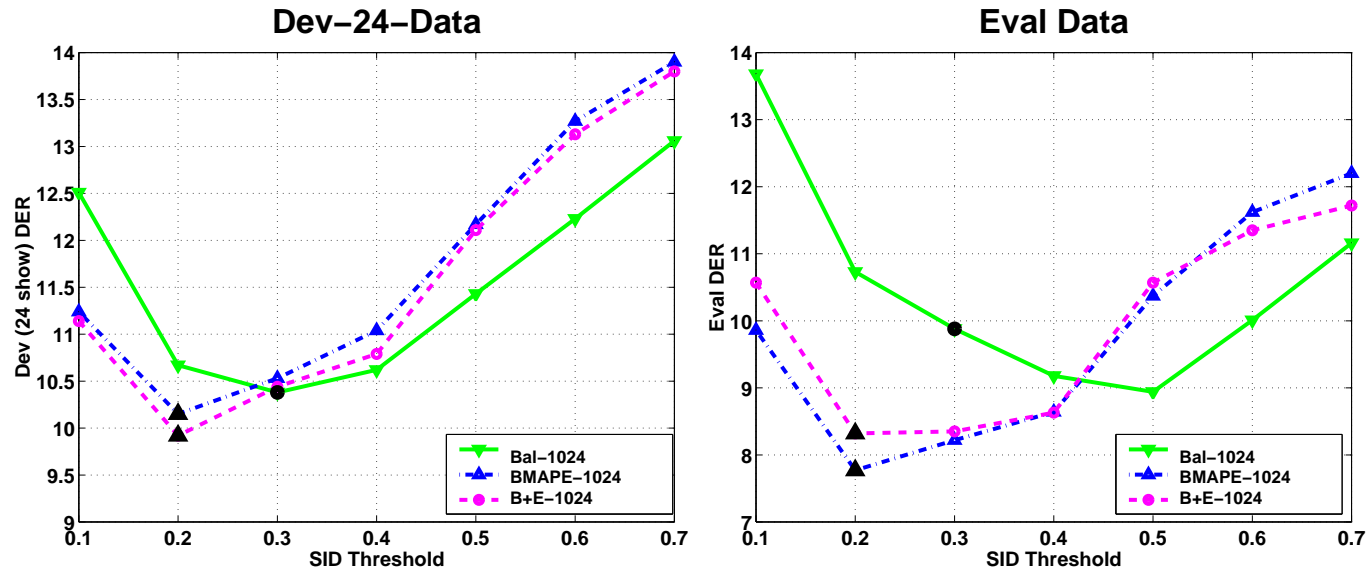 Dev-24-Data
14
13.5
13
12.5
12
11.5
11
10.5
10
9.5
9
Dev (24 show) DER
0.1 0.2 0.3 0.4 0.5 0.6 0.7
SID Threshold
Bal-1024
BMAPE-1024
B+E-1024
Eval Data
14
13
12
11
10
9
8
7
Eval DER
0.1 0.2 0.3 0.4 0.5 0.6 0.7
SID Threshold
Bal-1024
BMAPE-1024
B+E-1024